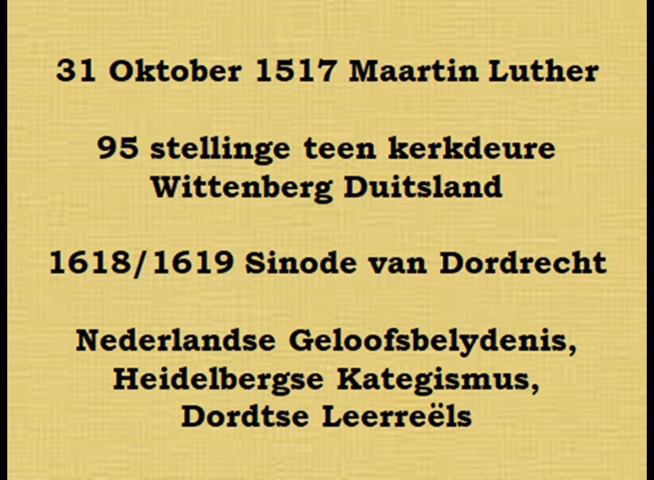 31 Oktober 1517 Maartin Luther
95 stellinge teen kerkdeure
Wittenberg Duitsland
1618/1619 Sinode van Dordrecht
Nederlandse Geloofsbelydenis,
Heidelbergse Kategismus,
Dordtse Leerreëls